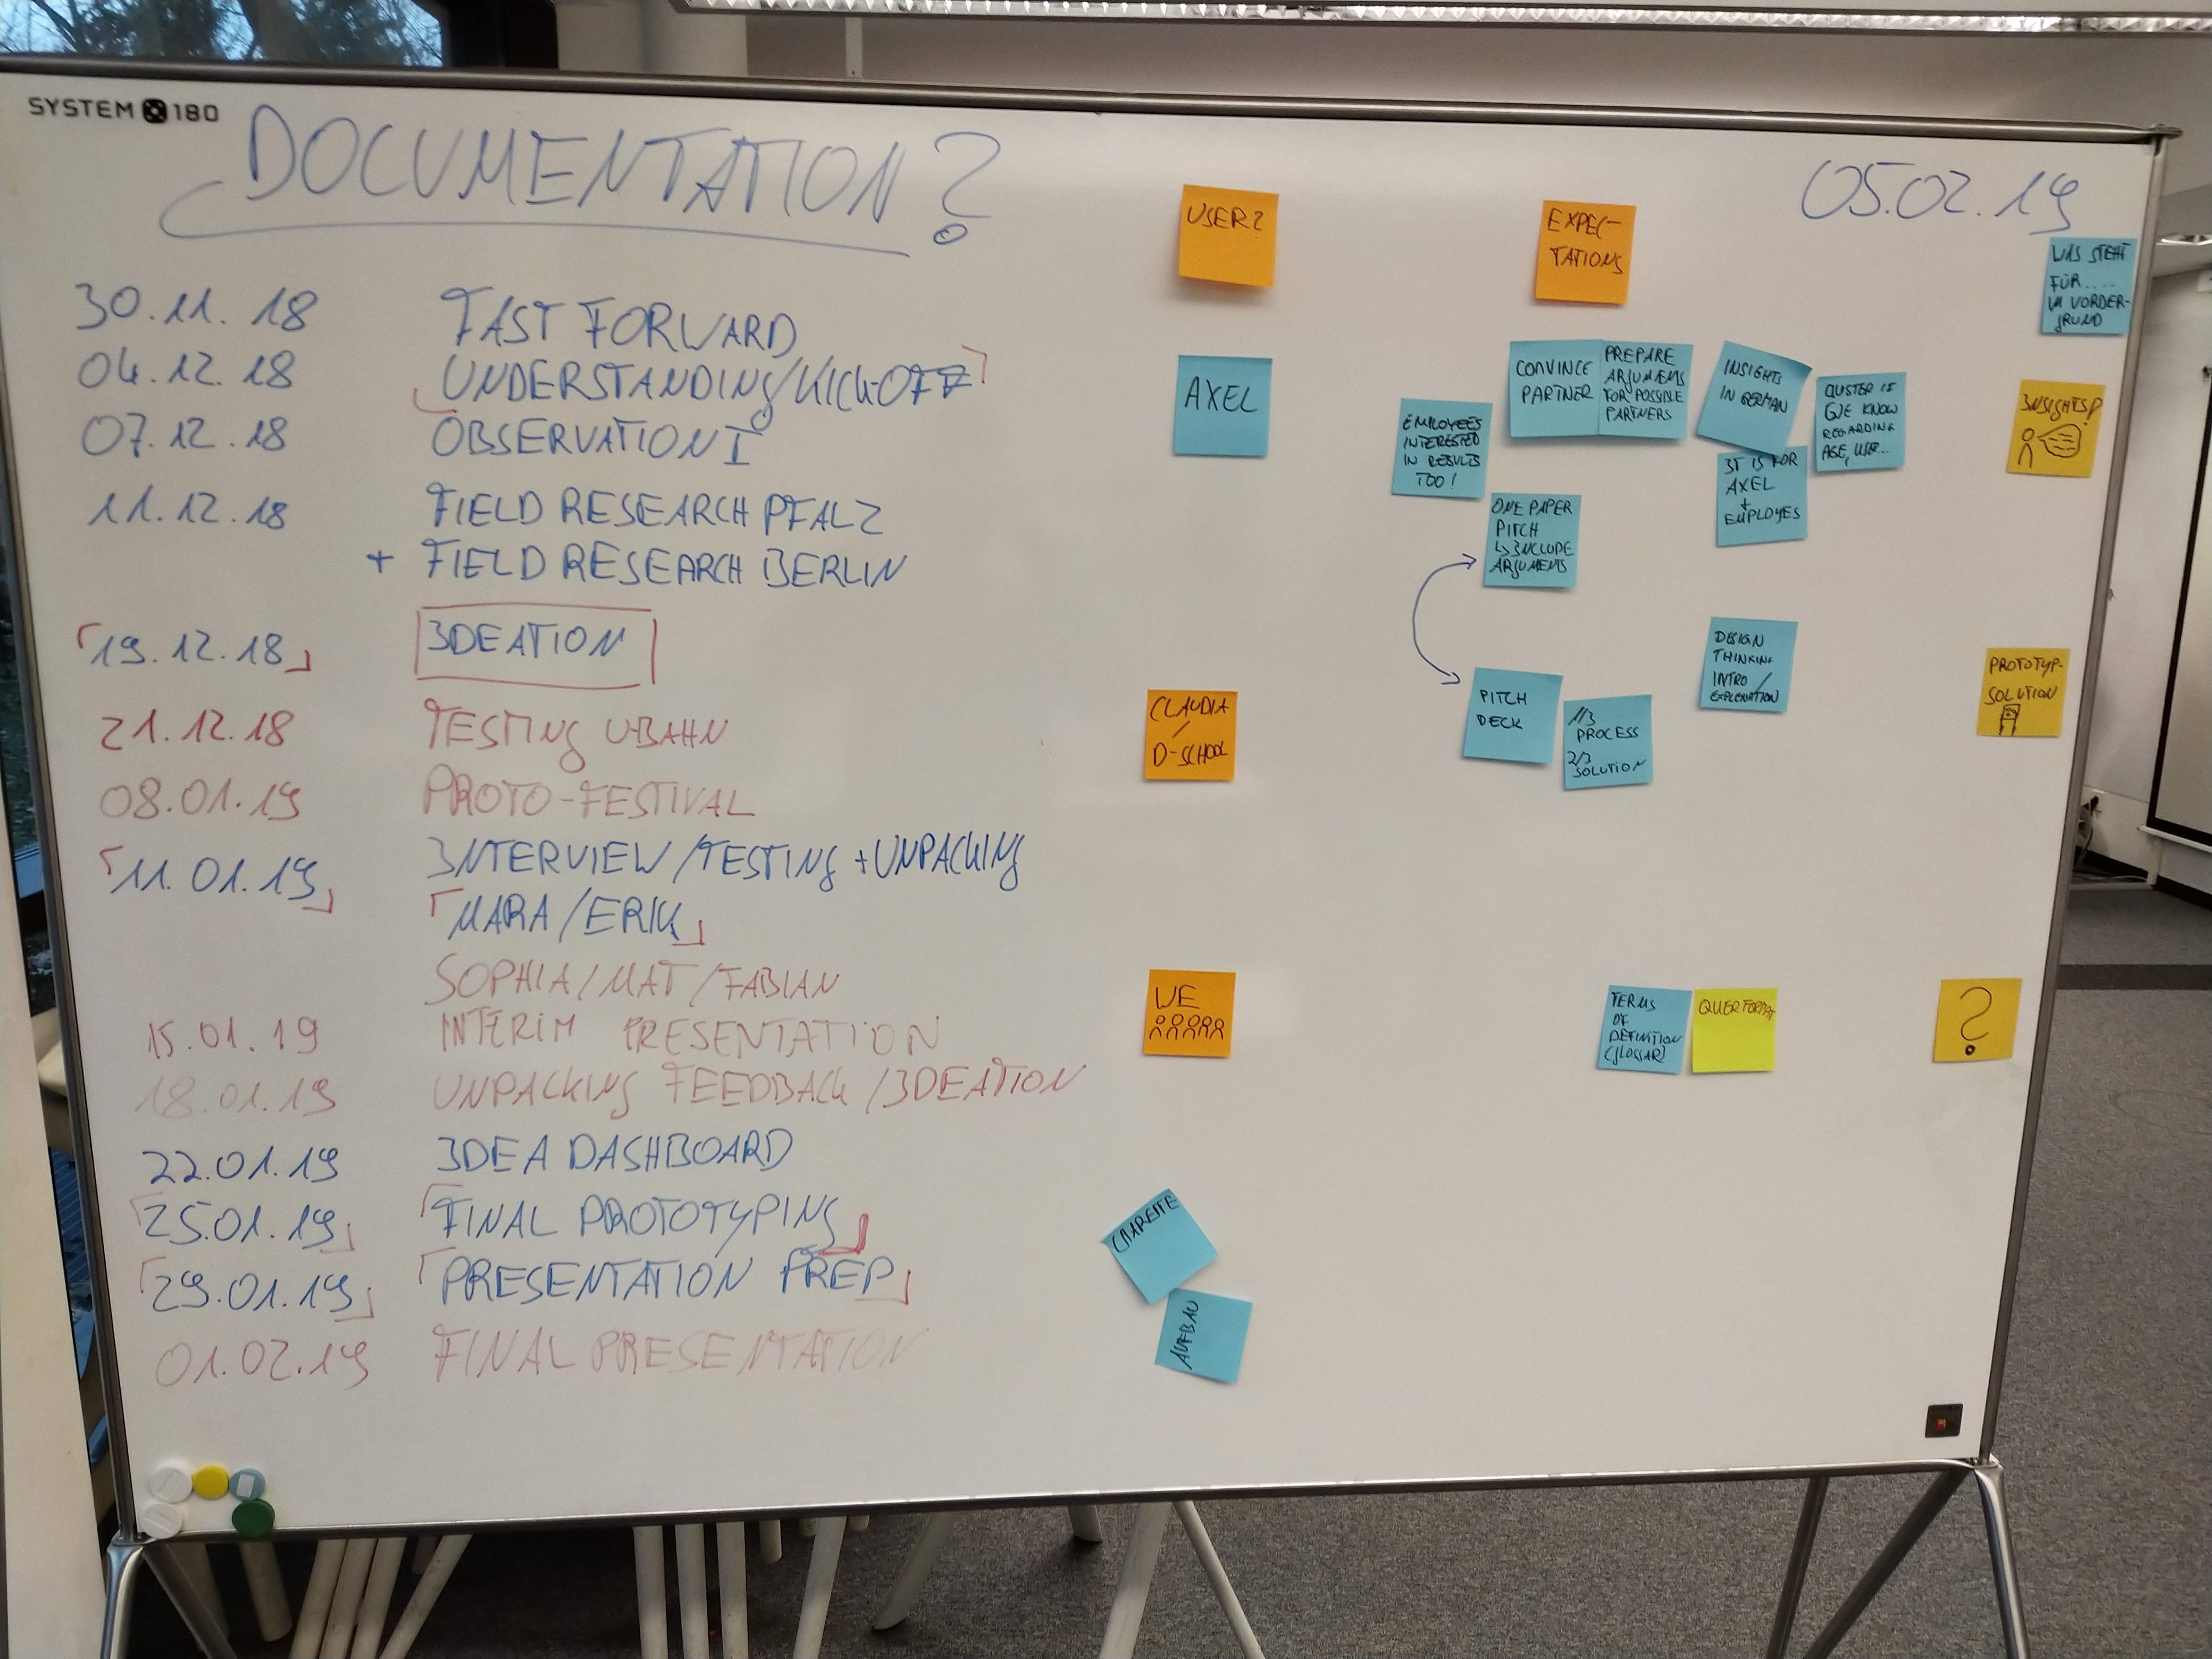 SYSTEM 180
DOCUMENTATION?
05.02.19
30.11.18 FAST FORWARD
04.12.18 UNDERSTANDING/KICK-OFF
07.12.18 OBSERVATION I
11.12.18 FIELD RESEARCH PFALZ
+ FIELD RESEARCH BERLIN
19.12.18 IDEATION
21.12.18 TESTING U-BAHN
08.01.19 PROTO-FESTIVAL
11.01.19 INTERVIEW/TESTING + UNPACKING
MARA/ERIK
SOPHIA/MAT/FABIAN
15.01.19 INTERIM PRESENTATION
18.01.19 UNPACKING FEEDBACK/IDEATION
22.01.19 IDEA DASHBOARD
25.01.19 FINAL PROTOTYPING
29.01.19 PRESENTATION PREP
01.02.19 FINAL PRESENTATION
USER?
EXPEC-
TATIONS
WAS STEHT
FÜR....
IM VORDER-
GRUND
AXEL
EMPLOYEES
INTERESTED
IN RESULTS
TOO!
CONVINCE
PARTNER
PREPARE
ARGUMENTS
FOR POSSIBLE
PARTNERS
INSIGHTS
IN GERMAN
CLUSTER IF
WE KNOW
REGARDING
AGE,
IT IS FOR
AXEL
+
EMPLOYES
INSIGHTS?
ONE PAPER
PITCH
↳ INCLUDE
ARGUMENTS
CLAUDIA
/
D-SCHOOL
PITCH
DECK
1/3
PROCESS
2/3
SOLUTION
DESIGN
THINKING
INTRO/
EXPLENATION
PROTOTYP-
SOLUTION
WE
TERMS
OF
DEFINITION
(GLOSSAR)
QUERFORMAT
?
CHAREITE
AUFBAU